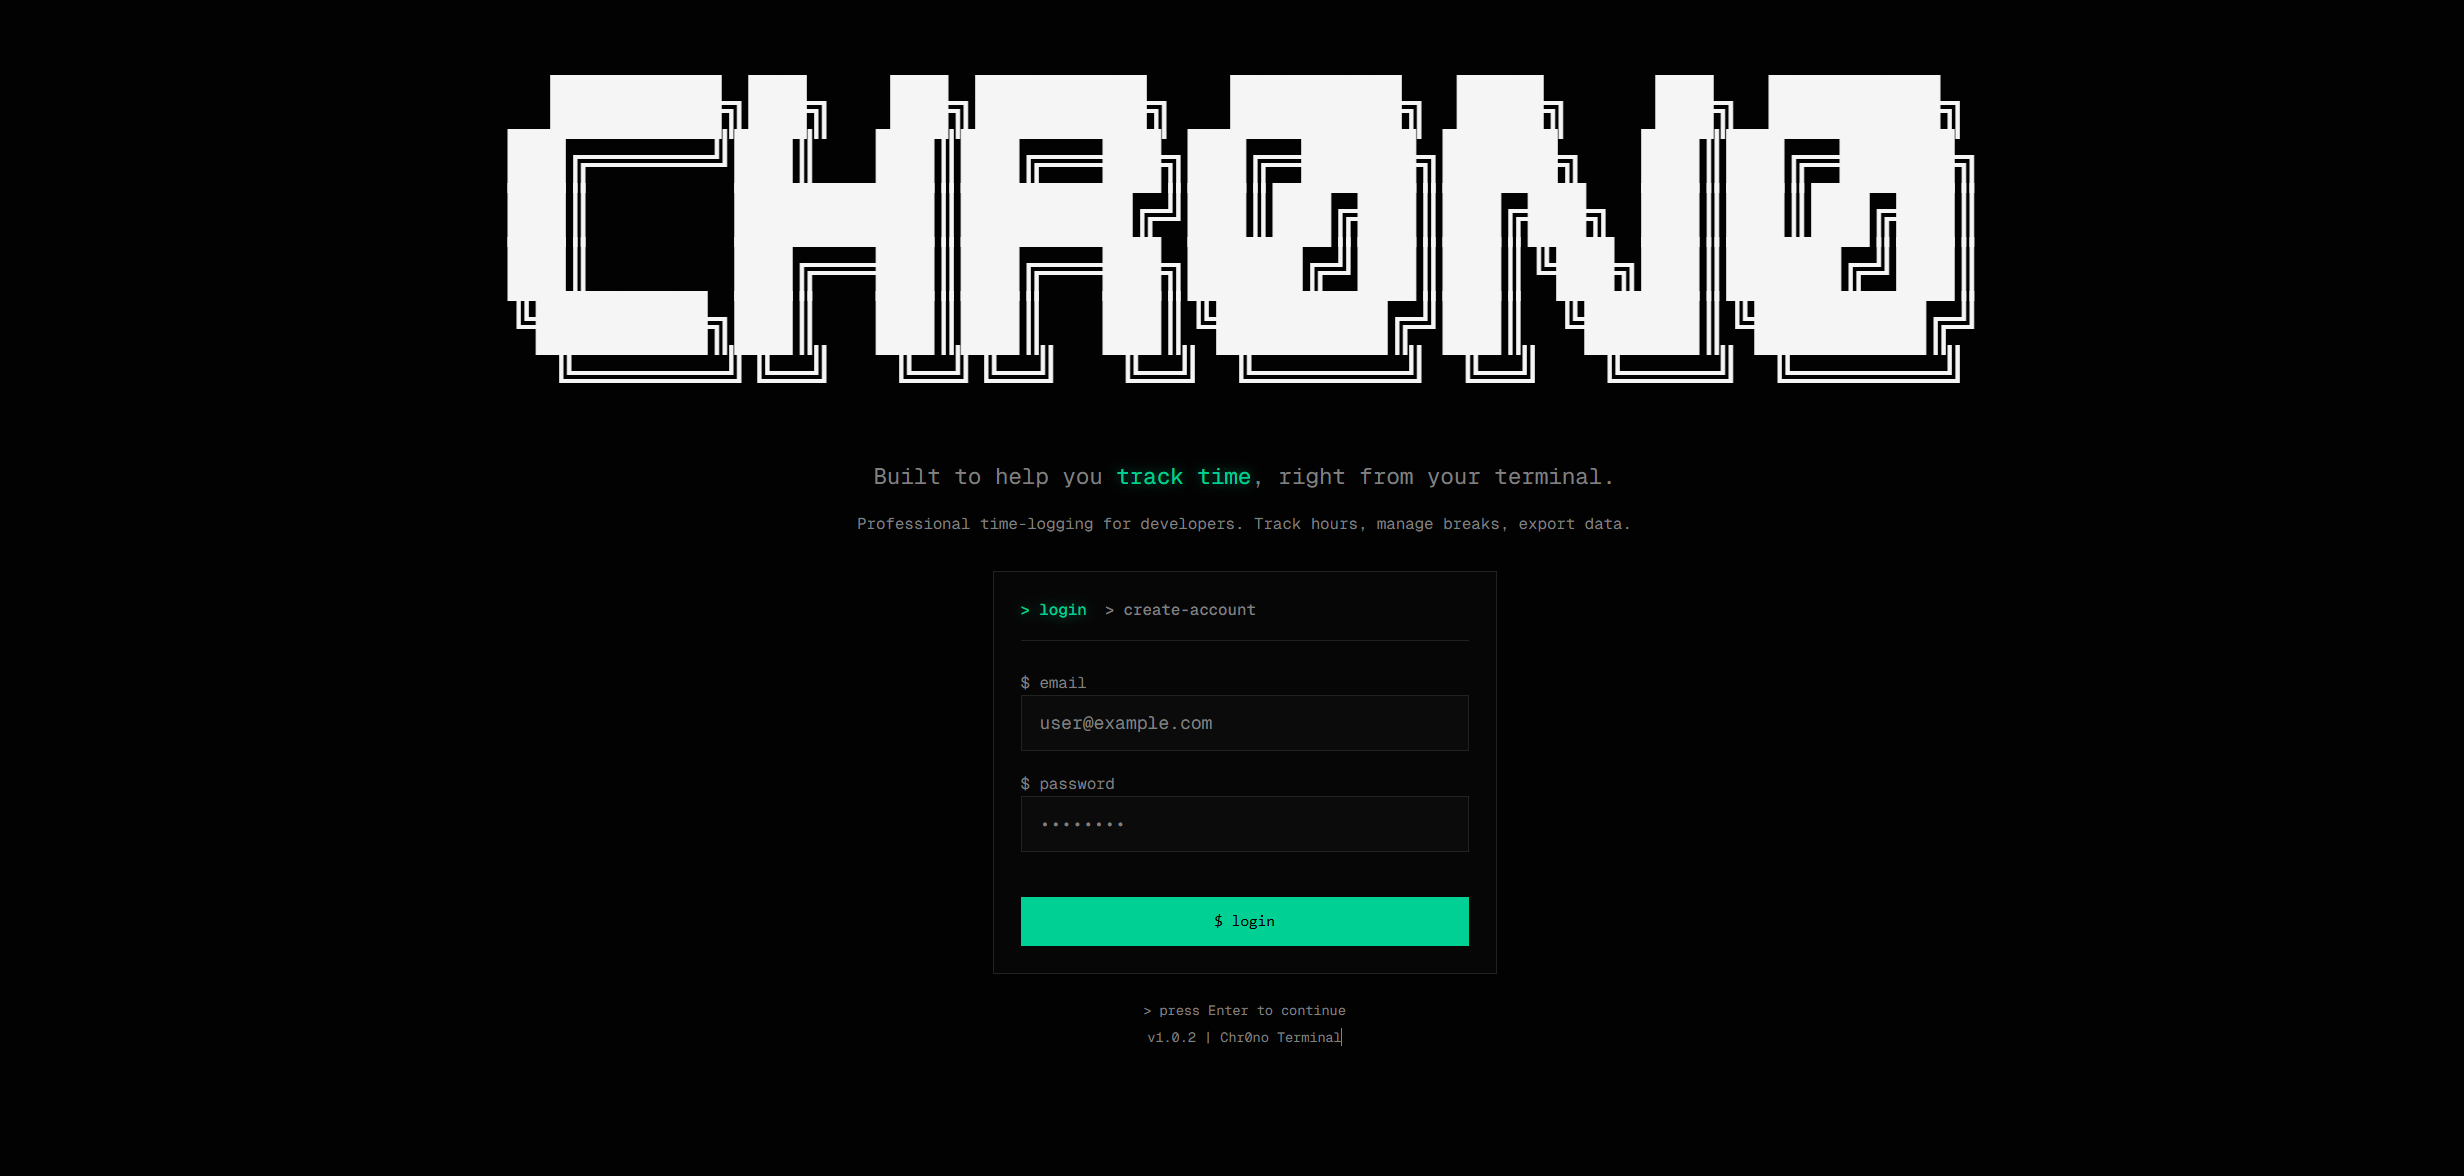 CHR0N0
Built to help you track time, right from your terminal.
Professional time-logging for developers. Track hours, manage breaks, export data.
> login > create-account
$ email
user@example.com
$ password
••••••••
$ login
> press Enter to continue
v1.0.2 | Chr0no Terminal